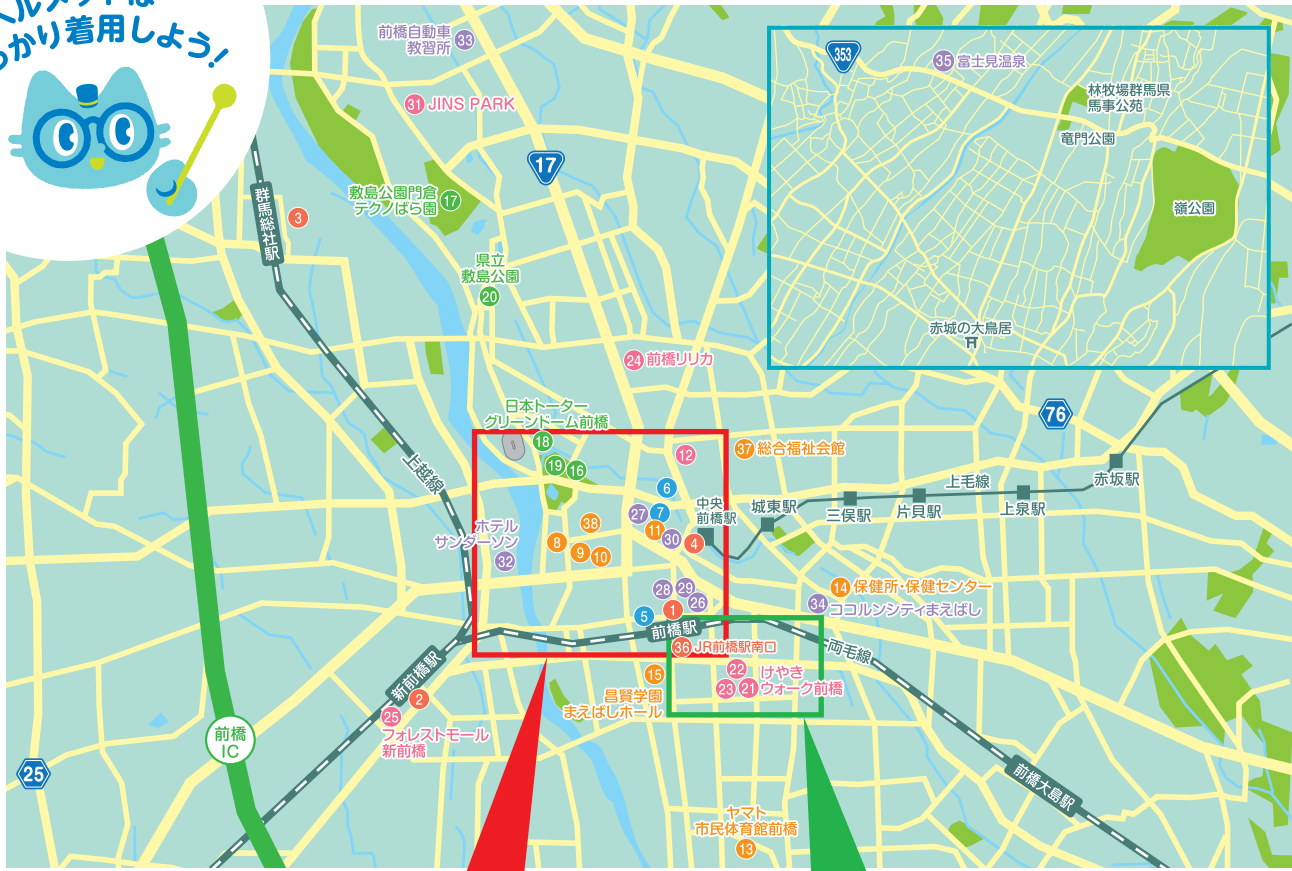 ヘルメットは
しっかり着用しよう!
前橋自動車
教習所
33
31 JINS PARK
17
敷島公園門倉
テクノばら園
17
群馬総社駅
3
県立
敷島公園
20
353
35 富士見温泉
林牧場群馬県
馬事公苑
竜門公園
嶺公園
赤城の大鳥居
24 前橋リリカ
日本トーター
グリーンドーム前橋
18
19
16
12
37 総合福祉会館
76
上越線
6
27
7
11
30
4
中央
前橋駅
城東駅
三俣駅
片貝駅
上毛線
上泉駅
赤坂駅
ホテル
サンダーソン
32
38
8
9
10
28
29
26
5
1
前橋駅
14 保健所・保健センター
34 ココルンシティまえばし
36 JR前橋駅南口
両毛線
22
23
21
けやき
ウォーク前橋
15
昌賢学園
まえばしホール
新前橋駅
2
25
フォレストモール
新前橋
前橋
IC
25
前橋大島駅
ヤマト
市民体育館前橋
13